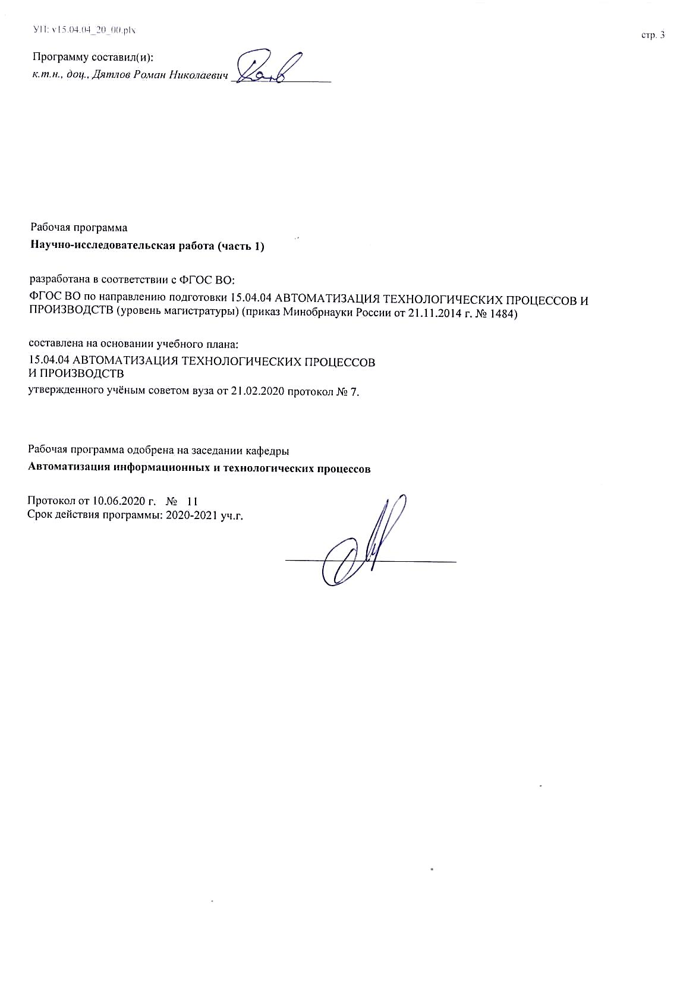 УП: v15.04.04_20_00.plx
стр. 3
Программу составил(и):
к.т.н., доц., Дятлов Роман Николаевич
Рабочая программа
Научно-исследовательская работа (часть 1)
разработана в соответствии с ФГОС ВО:
ФГОС ВО по направлению подготовки 15.04.04 АВТОМАТИЗАЦИЯ ТЕХНОЛОГИЧЕСКИХ ПРОЦЕССОВ И
ПРОИЗВОДСТВ (уровень магистратуры) (приказ Минобрнауки России от 21.11.2014 г. № 1484)
составлена на основании учебного плана:
15.04.04 АВТОМАТИЗАЦИЯ ТЕХНОЛОГИЧЕСКИХ ПРОЦЕССОВ
И ПРОИЗВОДСТВ
утвержденного учёным советом вуза от 21.02.2020 протокол № 7.
Рабочая программа одобрена на заседании кафедры
Автоматизация информационных и технологических процессов
Протокол от 10.06.2020 г. № 11
Срок действия программы: 2020-2021 уч.г.